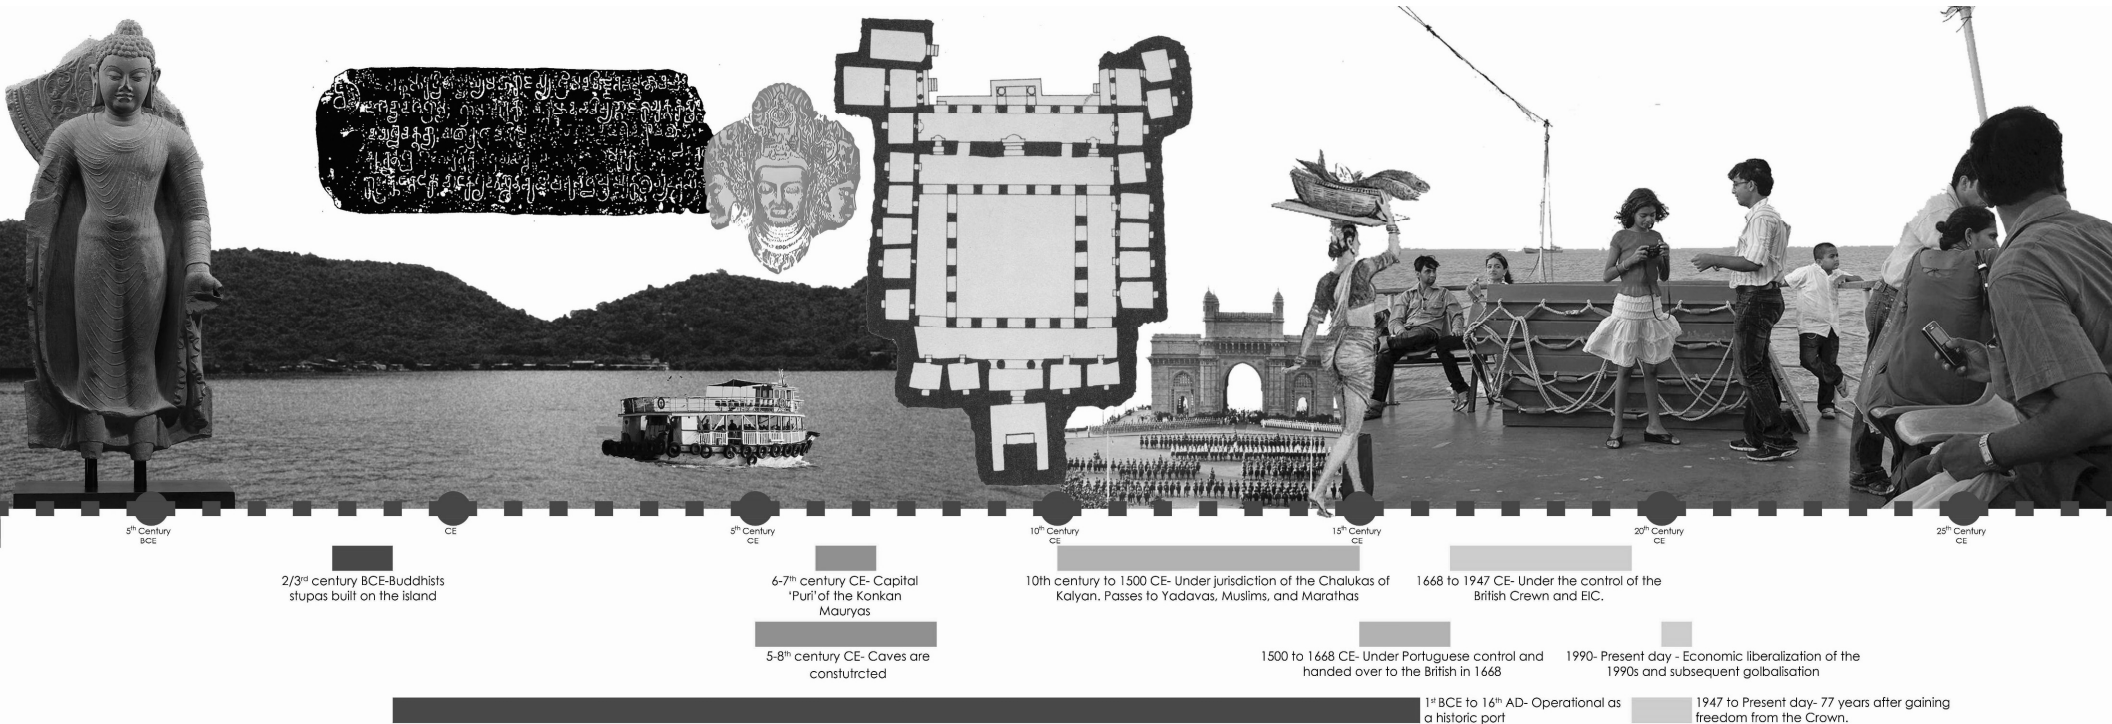 5th Century
BCE
CE
5th Century
CE
10th Century
CE
15th Century
CE
20th Century
CE
25th Century
CE
2/3rd century BCE-Buddhists
stupas built on the island
6-7th century CE- Capital
'Puri'of the Konkan
Mauryas
10th century to 1500 CE- Under jurisdiction of the Chalukas of
Kalyan. Passes to Yadavas, Muslims, and Marathas
1668 to 1947 CE- Under the control of the
British Crewn and EIC.
5-8th century CE- Caves are
constutrcted
1500 to 1668 CE- Under Portuguese control and
handed over to the British in 1668
1990- Present day - Economic liberalization of the
1990s and subsequent golbalisation
1st BCE to 16th AD- Operational as
a historic port
1947 to Present day- 77 years after gaining
freedom from the Crown.